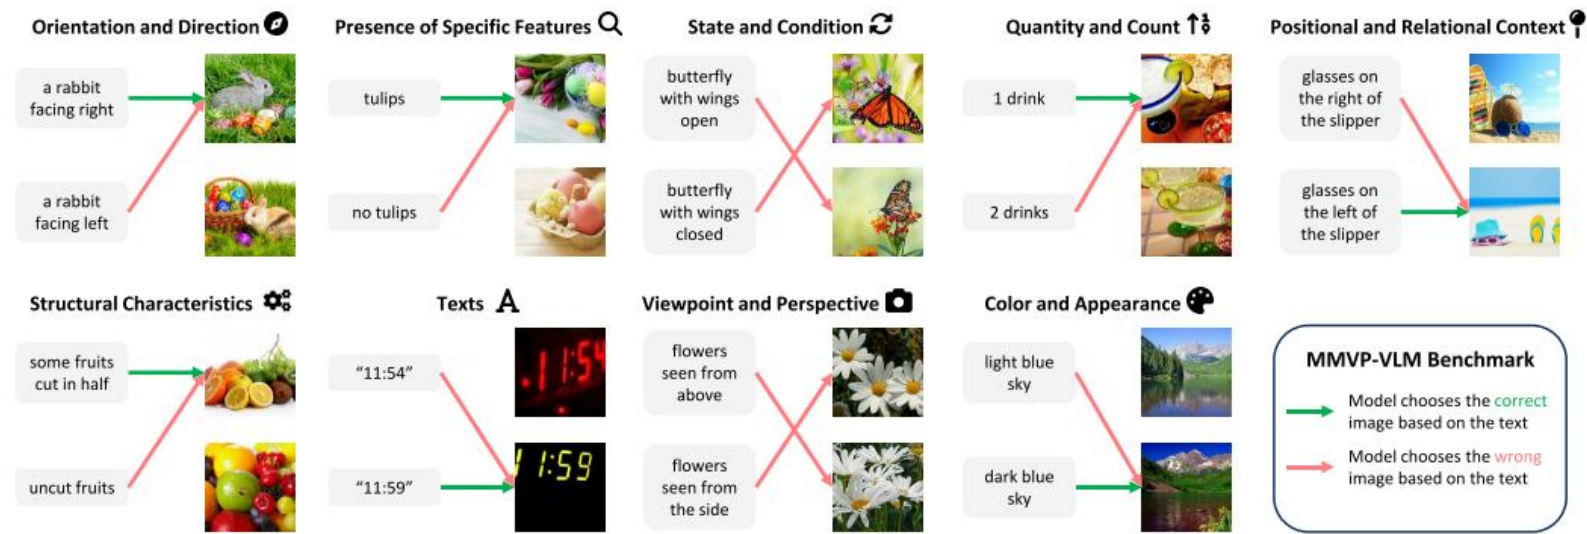 Orientation and Direction
a rabbit
facing right
a rabbit
facing left
Presence of Specific Features
tulips
no tulips
State and Condition
butterfly
with wings
open
butterfly
with wings
closed
Quantity and Count
1 drink
2 drinks
Positional and Relational Context
glasses on
the right of
the slipper
glasses on
the left of
the slipper
Structural Characteristics
some fruits
cut in half
uncut fruits
Texts A
"11:54"
"11:59"
11:54
11:59
Viewpoint and Perspective
flowers
seen from
above
flowers
seen from
the side
Color and Appearance
light blue
sky
dark blue
sky
MMVP-VLM Benchmark
Model chooses the correct
image based on the text
Model chooses the wrong
image based on the text